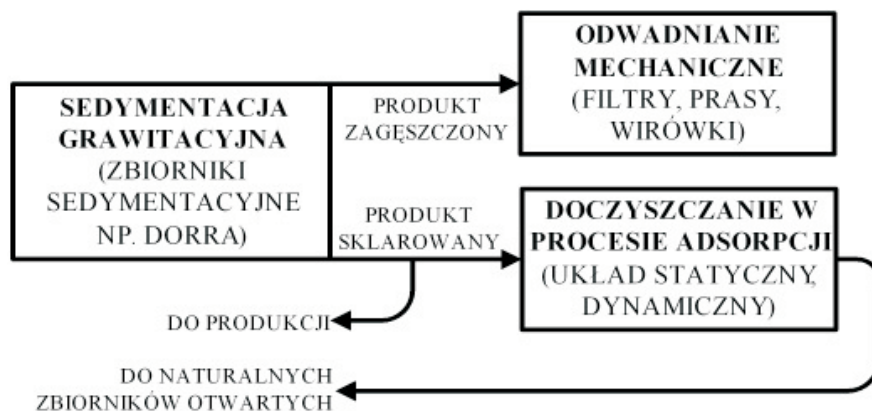 SEDYMENTACJA
GRAWITACYJNA
(ZBIORNIKI
SEDYMENTACYJNE
NP. DORRA)
PRODUKT
ZAGĘSZCZONY
ODWADNIANIE
MECHANICZNE
(FILTRY, PRASY,
WIRÓWKI)
PRODUKT
SKLAROWANY
DOCZYSZCZANIE W
PROCESIE ADSORPCJI
(UKŁAD STATYCZNY,
DYNAMICZNY)
DO PRODUKCJI
DO NATURALNYCH
ZBIORNIKÓW OTWARTYCH